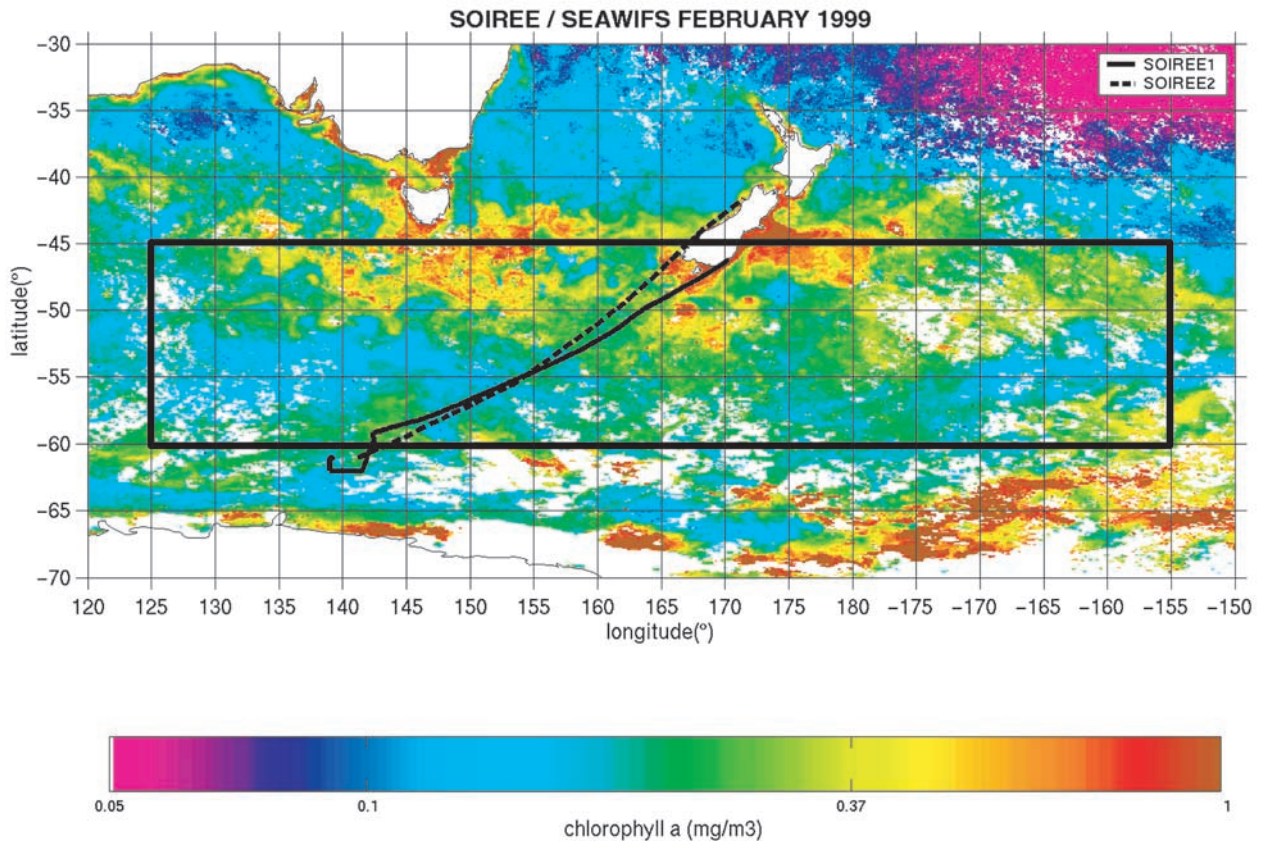 SOIREE / SEAWIFS FEBRUARY 1999
SOIREE1
SOIREE2
−30
−35
−40
−45
−50
−55
−60
−65
−70
latitude(°)
120 125 130 135 140 145 150 155 160 165 170 175 180 −175 −170 −165 −160 −155 −150
longitude(°)
0.05 0.1 0.37 1
chlorophyll a (mg/m3)